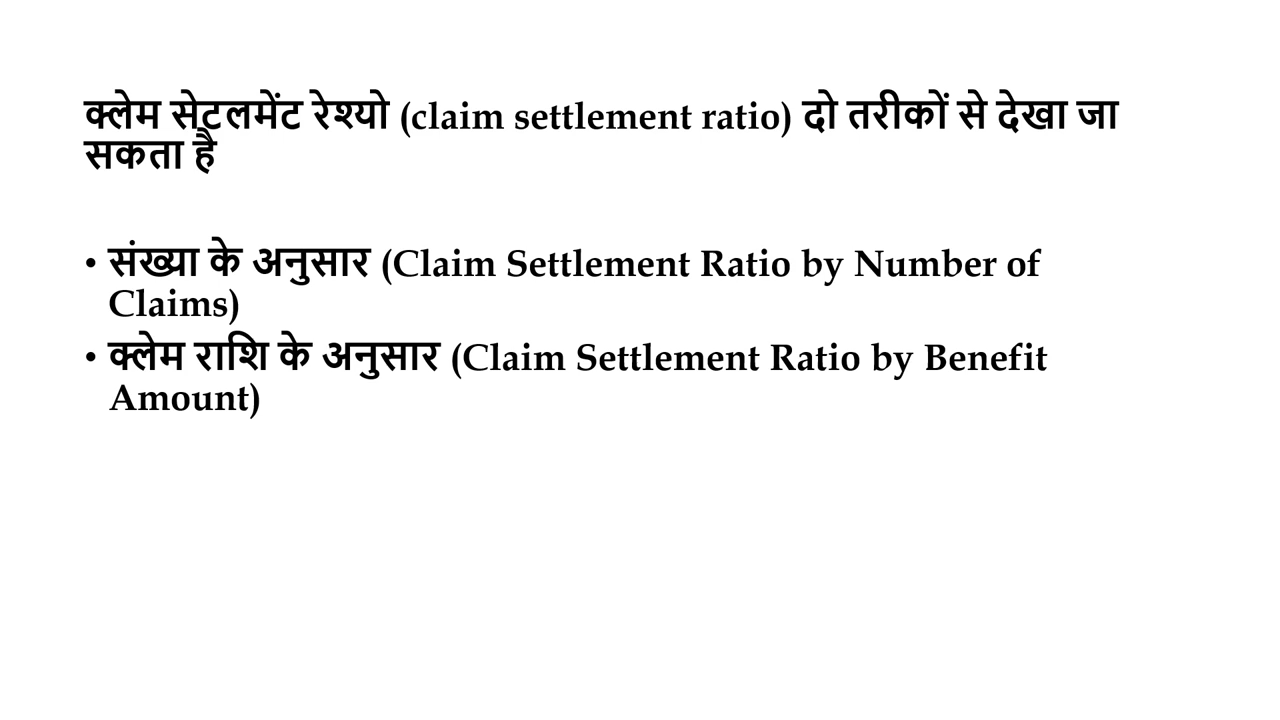 क्लेम सेटलमेंट रेश्यो (claim settlement ratio) दो तरीकों से देखा जा
सकता है
• संख्या के अनुसार (Claim Settlement Ratio by Number of
Claims)
• क्लेम राशि के अनुसार (Claim Settlement Ratio by Benefit
Amount)